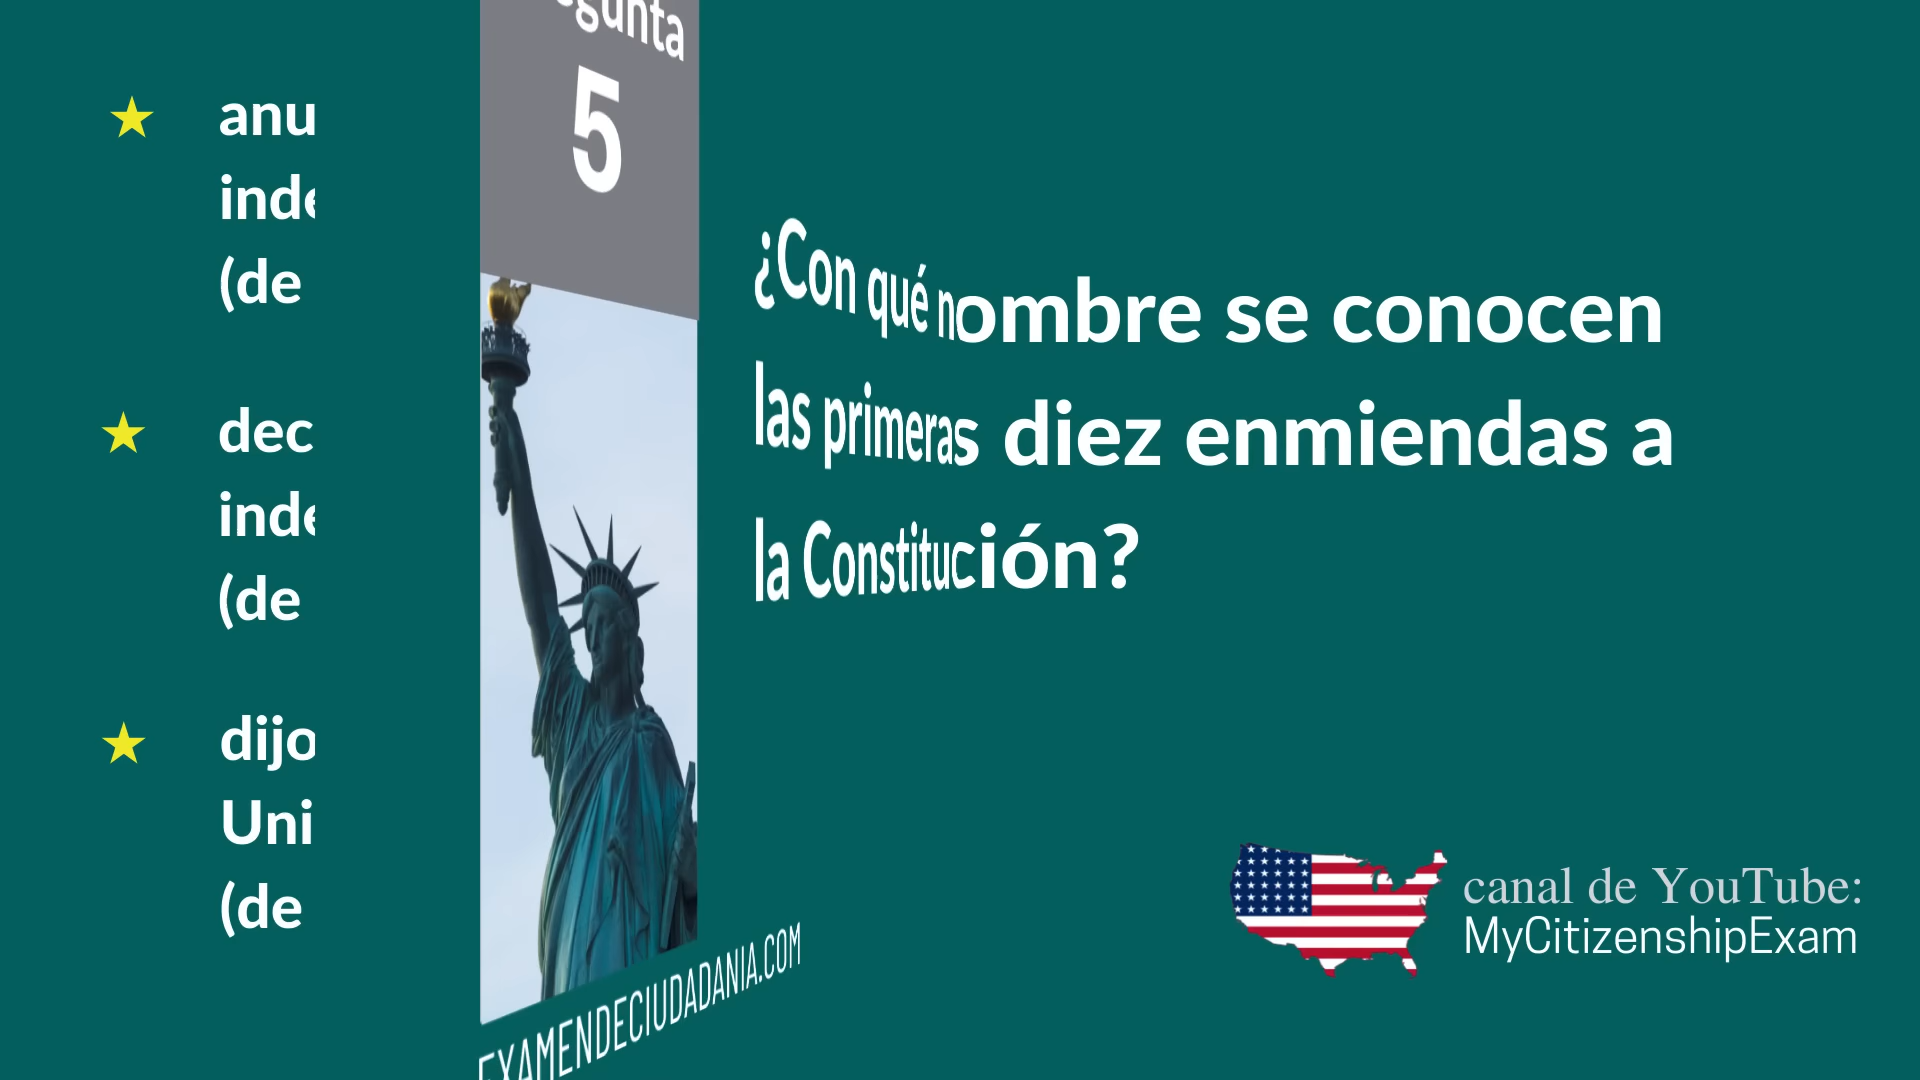 anu
inde
(de
dec
inde
(de
dijo
Uni
(de
egunta
5
¿Con qué nombre se conocen
las primeras diez enmiendas a
la Constitución?
EXAMENDECIUDADANIA.COM
canal de YouTube:
MyCitizenshipExam